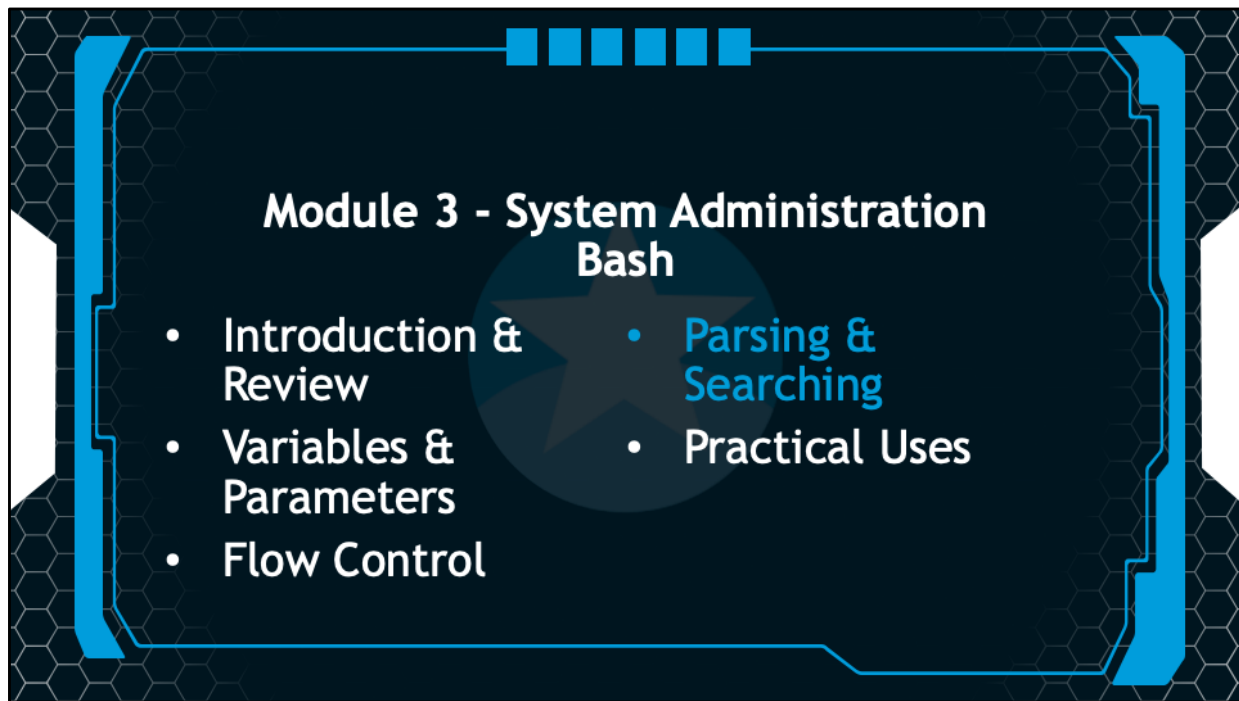 Module 3 - System Administration
Bash
• Introduction &
Review
• Variables &
Parameters
• Flow Control
• Parsing &
Searching
• Practical Uses